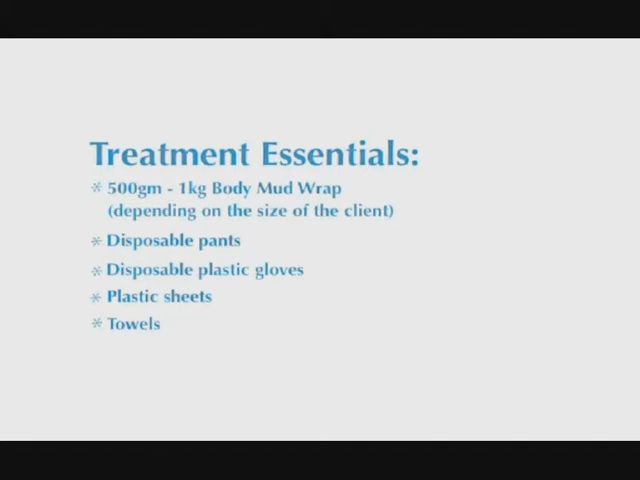 Treatment Essentials:
* 500gm - 1kg Body Mud Wrap
(depending on the size of the client)
* Disposable pants
* Disposable plastic gloves
* Plastic sheets
* Towels